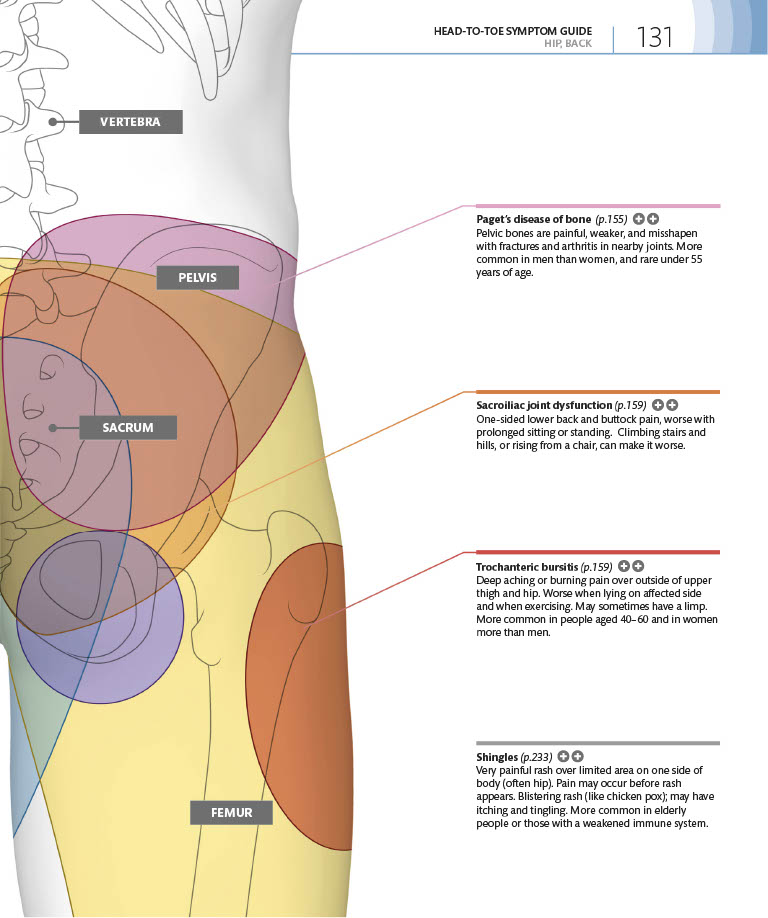 HEAD-TO-TOE SYMPTOM GUIDE
HIP, BACK
131
VERTEBRA
Paget's disease of bone (p.155)
Pelvic bones are painful, weaker, and misshapen
with fractures and arthritis in nearby joints. More
common in men than women, and rare under 55
years of age.
PELVIS
Sacroiliac joint dysfunction (p.159)
One-sided lower back and buttock pain, worse with
prolonged sitting or standing. Climbing stairs and
hills, or rising from a chair, can make it worse.
SACRUM
Trochanteric bursitis (p.159)
Deep aching or burning pain over outside of upper
thigh and hip. Worse when lying on affected side
and when exercising. May sometimes have a limp.
More common in people aged 40–60 and in women
more than men.
Shingles (p.233)
Very painful rash over limited area on one side of
body (often hip). Pain may occur before rash
appears. Blistering rash (like chicken pox); may have
itching and tingling. More common in elderly
people or those with a weakened immune system.
FEMUR